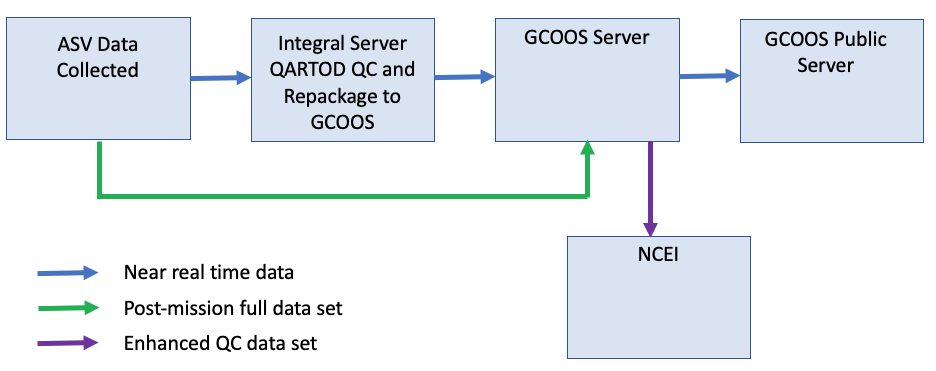 ASV Data
Collected
Integral Server
QARTOD QC and
Repackage to
GCOOS
GCOOS Server
GCOOS Public
Server
NCEI
Near real time data
Post-mission full data set
Enhanced QC data set